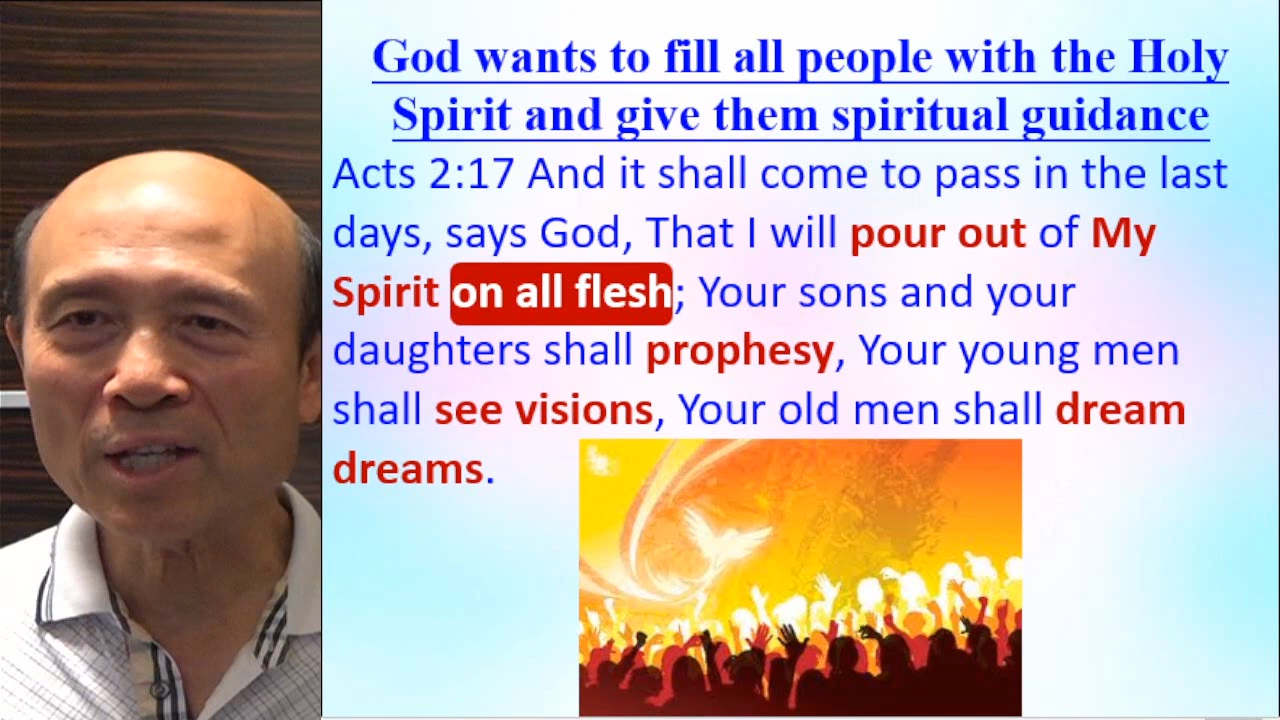 God wants to fill all people with the Holy
Spirit and give them spiritual guidance
Acts 2:17 And it shall come to pass in the last
days, says God, That I will pour out of My
Spirit on all flesh; Your sons and your
daughters shall prophesy, Your young men
shall see visions, Your old men shall dream
dreams.